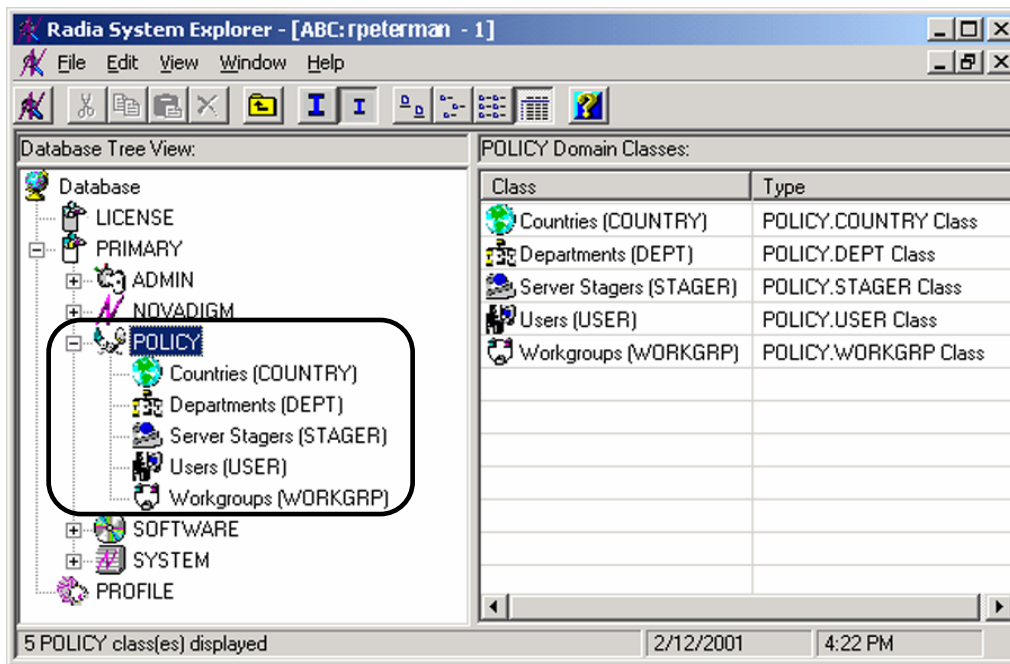 Radia System Explorer - [ABC:rpeterman - 1]
File Edit View Window Help
Database Tree View:
POLICY Domain Classes:
Database
LICENSE
PRIMARY
ADMIN
NOVADIGM
POLICY
Countries (COUNTRY)
Departments (DEPT)
Server Stagers (STAGER)
Users (USER)
Workgroups (WORKGRP)
SOFTWARE
SYSTEM
PROFILE
Class Type
Countries (COUNTRY) POLICY.COUNTRY Class
Departments (DEPT) POLICY.DEPT Class
Server Stagers (STAGER) POLICY.STAGER Class
Users (USER) POLICY.USER Class
Workgroups (WORKGRP) POLICY.WORKGRP Class
5 POLICY class(es) displayed 2/12/2001 4:22 PM